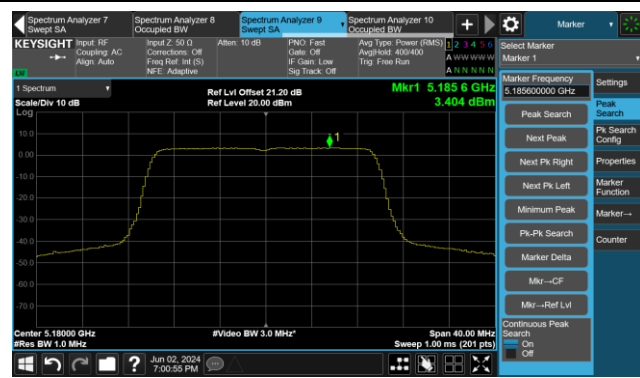 Spectrum Analyzer 7
Swept SA
Spectrum Analyzer 8
Occupied BW
Spectrum Analyzer 9
Swept SA
Spectrum Analyzer 10
Occupied BW
Marker
KEYSIGHT
Input: RF
Coupling: AC
Align: Auto
Input Z: 50 Ω
Corrections: Off
Freq Ref: Int (S)
NFE: Adaptive
Atten: 10 dB
PNO: Fast
Gate: Off
IF Gain: Low
Sig Track: Off
Avg Type: Power (RMS)
Avg|Hold: 400/400
Trig: Free Run
1 2 3 4 5 6
A W W W W W
A N N N N N
Select Marker
Marker 1
1 Spectrum
Scale/Div 10 dB
Log
Ref Lvl Offset 21.20 dB
Ref Level 20.00 dBm
Mkr1 5.185 6 GHz
3.404 dBm
10.0
0.00
-10.0
-20.0
-30.0
-40.0
-50.0
-60.0
-70.0
1
Center 5.18000 GHz
#Res BW 1.0 MHz
#Video BW 3.0 MHz*
Span 40.00 MHz
Sweep 1.00 ms (201 pts)
Marker Frequency
5.185600000 GHz
Peak Search
Next Peak
Next Pk Right
Next Pk Left
Minimum Peak
Pk-Pk Search
Marker Delta
Mkr→CF
Mkr→Ref Lvl
Continuous Peak
Search
On
Off
Settings
Peak
Search
Pk Search
Config
Properties
Marker
Function
Marker→
Counter
Jun 02, 2024
7:00:55 PM